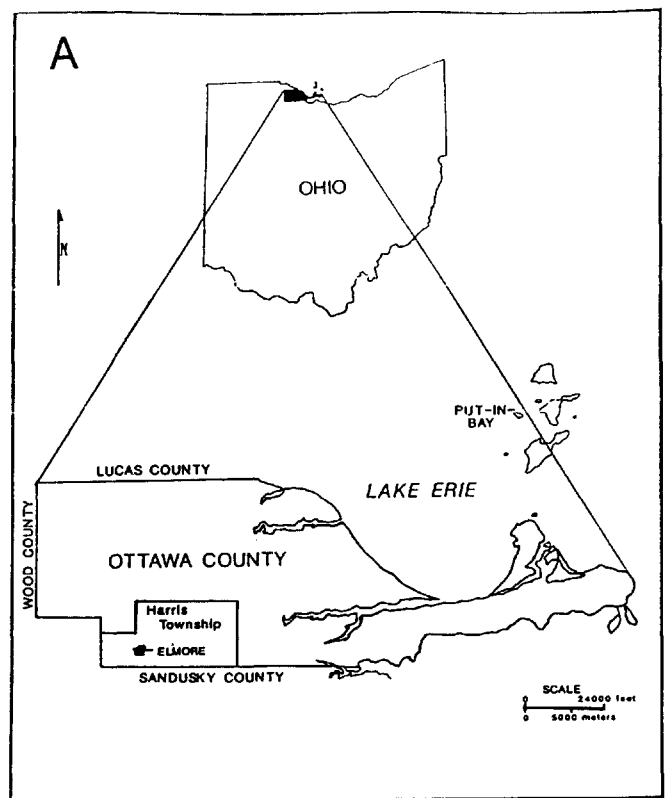 A
OHIO
N
PUT-IN-
BAY
LUCAS COUNTY
LAKE ERIE
WOOD COUNTY
OTTAWA COUNTY
Harris
Township
ELMORE
SANDUSKY COUNTY
SCALE
0 24000 feet
0 5000 meters